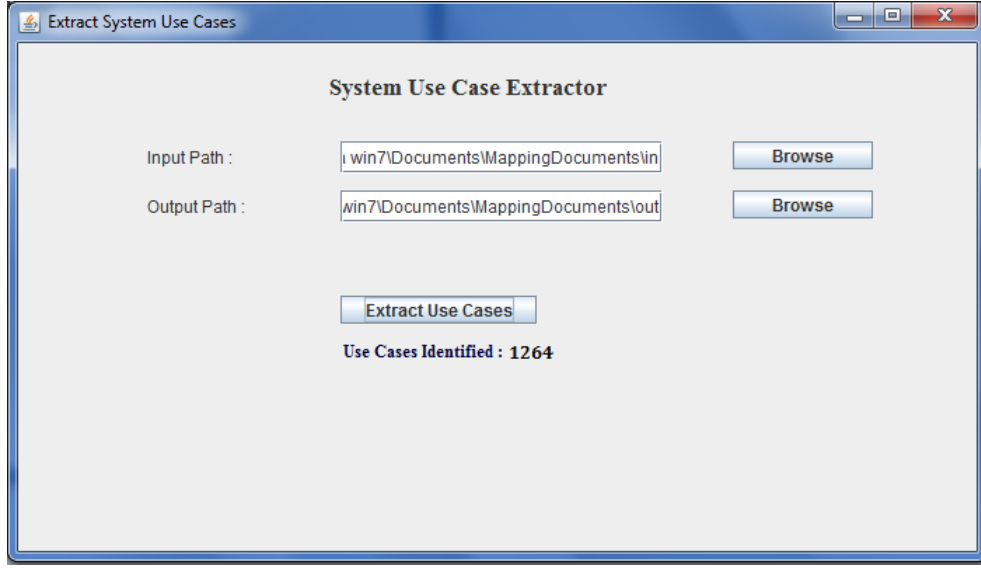 Extract System Use Cases
System Use Case Extractor
Input Path : win7\Documents\MappingDocuments\in Browse
Output Path : win7\Documents\MappingDocuments\out Browse
Extract Use Cases
Use Cases Identified : 1264